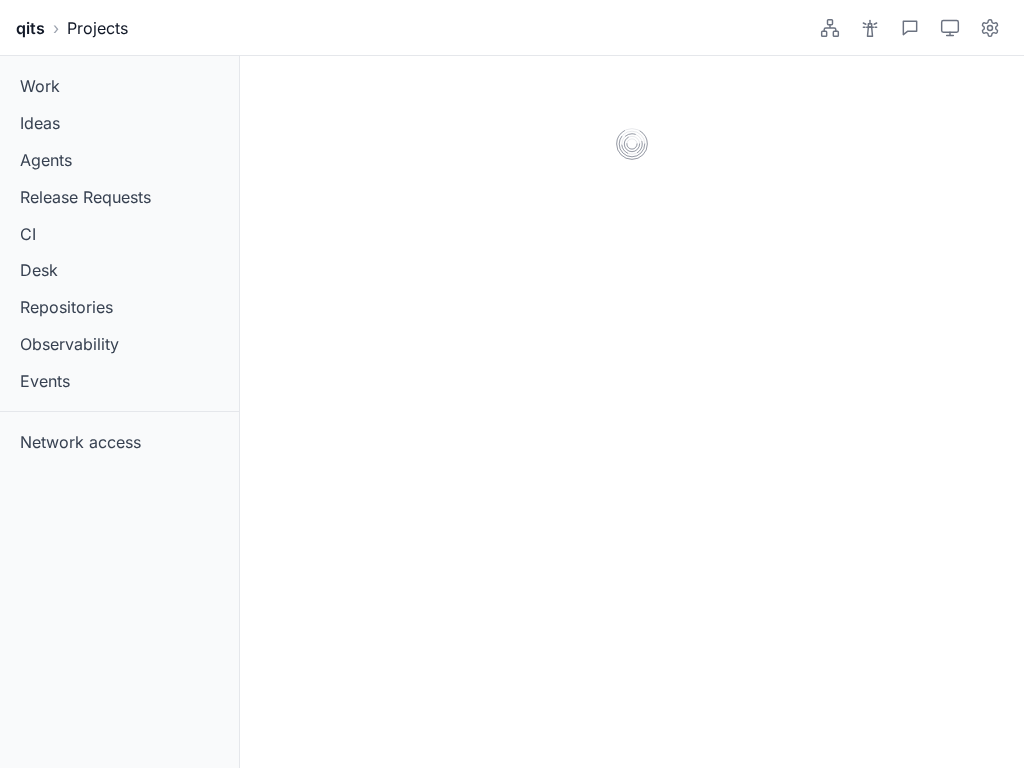 qits › Projects
Work
Ideas
Agents
Release Requests
CI
Desk
Repositories
Observability
Events
Network access